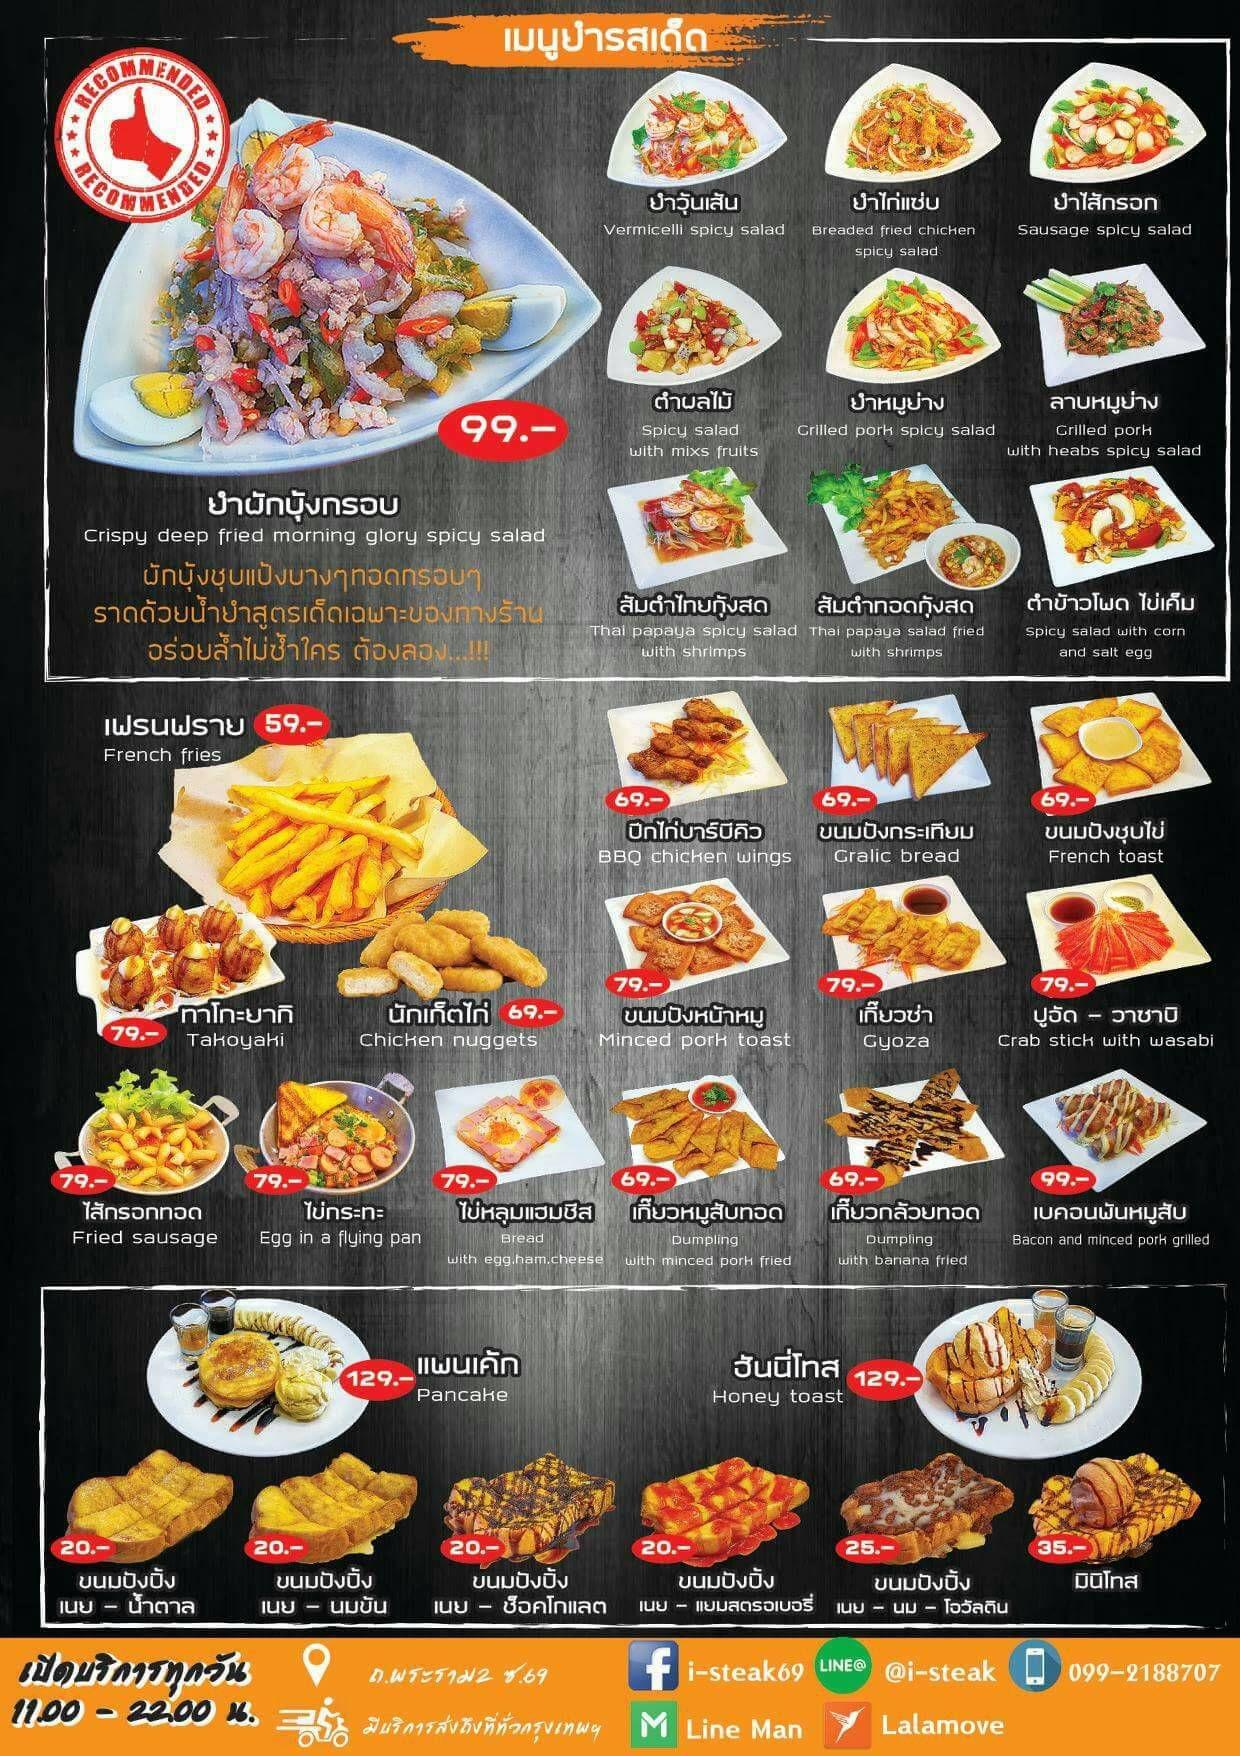 เมนูยำรสเด็ด
RECOMMENDED
RECOMMENDED
ยำวุ้นเส้น
Vermicelli spicy salad
ยำไก่แซ่บ
Breaded fried chicken
spicy salad
ยำไส้กรอก
Sausage spicy salad
ตำผลไม้
Spicy salad
with mixs fruits
ยำหมูย่าง
Grilled pork spicy salad
ลาบหมูย่าง
Grilled pork
with heabs spicy salad
99.-
ยำผักบุ้งกรอบ
Crispy deep fried morning glory spicy salad
ผักบุ้งชุบแป้งบางๆทอดกรอบๆ
ราดด้วยน้ำยำสูตรเด็ดเฉพาะของทางร้าน
อร่อยล้ำไม่ซ้ำใคร ต้องลอง...!!!
ส้มตำไทยกุ้งสด
Thai papaya spicy salad
with shrimps
ส้มตำทอดกุ้งสด
Thai papaya salad fried
with shrimps
ตำข้าวโพด ไข่เค็ม
Spicy salad with corn
and salt egg
เฟรนฟราย 59.-
French fries
69.-
ปีกไก่บาร์บีคิว
BBQ chicken wings
69.-
ขนมปังกระเทียม
Gralic bread
69.-
ขนมปังชุบไข่
French toast
79.-
ทาโกะยากิ
Takoyaki
นักเก็ตไก่ 69.-
Chicken nuggets
79.-
ขนมปังหน้าหมู
Minced pork toast
79.-
เกี๊ยวซ่า
Gyoza
79.-
ปูอัด - วาซาบิ
Crab stick with wasabi
79.-
ไส้กรอกทอด
Fried sausage
79.-
ไข่กระทะ
Egg in a flying pan
79.-
ไข่หลุมแฮมชีส
Bread
with egg,ham,cheese
69.-
เกี๊ยวหมูสับทอด
Dumpling
with minced pork fried
69.-
เกี๊ยวกล้วยทอด
Dumpling
with banana fried
99.-
เบคอนพันหมูสับ
Bacon and minced pork grilled
129.- แพนเค้ก
Pancake
ฮันนี่โทส 129.-
Honey toast
20.-
ขนมปังปิ้ง
เนย - น้ำตาล
20.-
ขนมปังปิ้ง
เนย - นมข้น
20.-
ขนมปังปิ้ง
เนย - ช็อคโกแลต
20.-
ขนมปังปิ้ง
เนย - แยมสตรอเบอรี่
25.-
ขนมปังปิ้ง
เนย - นม - โอวัลติน
35.-
มินิโทส
เปิดบริการทุกวัน
11.00 - 22.00 น.
ถ.พระราม2 ซ.69
มีบริการส่งถึงที่ทั่วกรุงเทพฯ
i-steak69
LINE@ @i-steak
099-2188707
Line Man
Lalamove